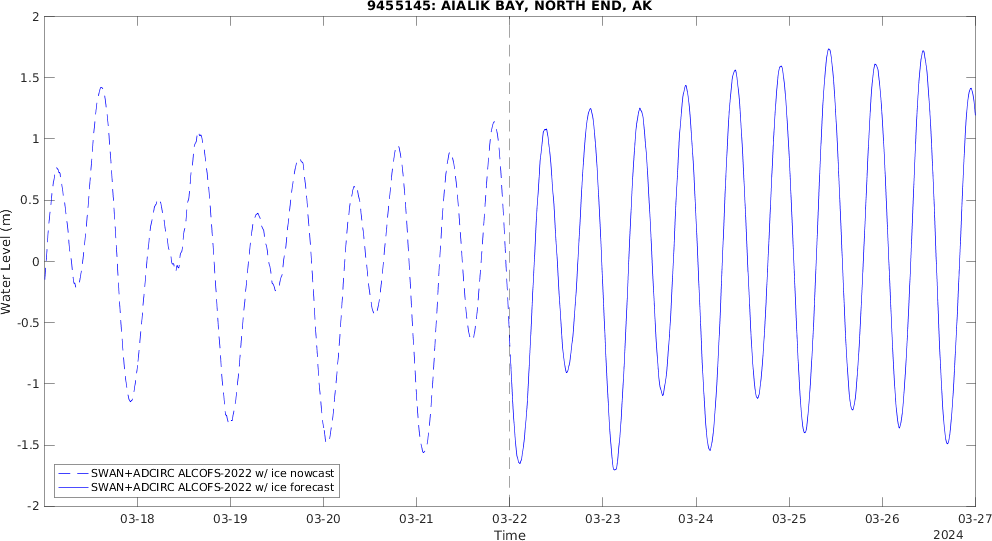 9455145: AIALIK BAY, NORTH END, AK
Water Level (m)
2
1.5
1
0.5
0
-0.5
-1
-1.5
-2
SWAN+ADCIRC ALCOFS-2022 w/ ice nowcast
SWAN+ADCIRC ALCOFS-2022 w/ ice forecast
03-18 03-19 03-20 03-21 03-22 03-23 03-24 03-25 03-26 03-27
Time
2024